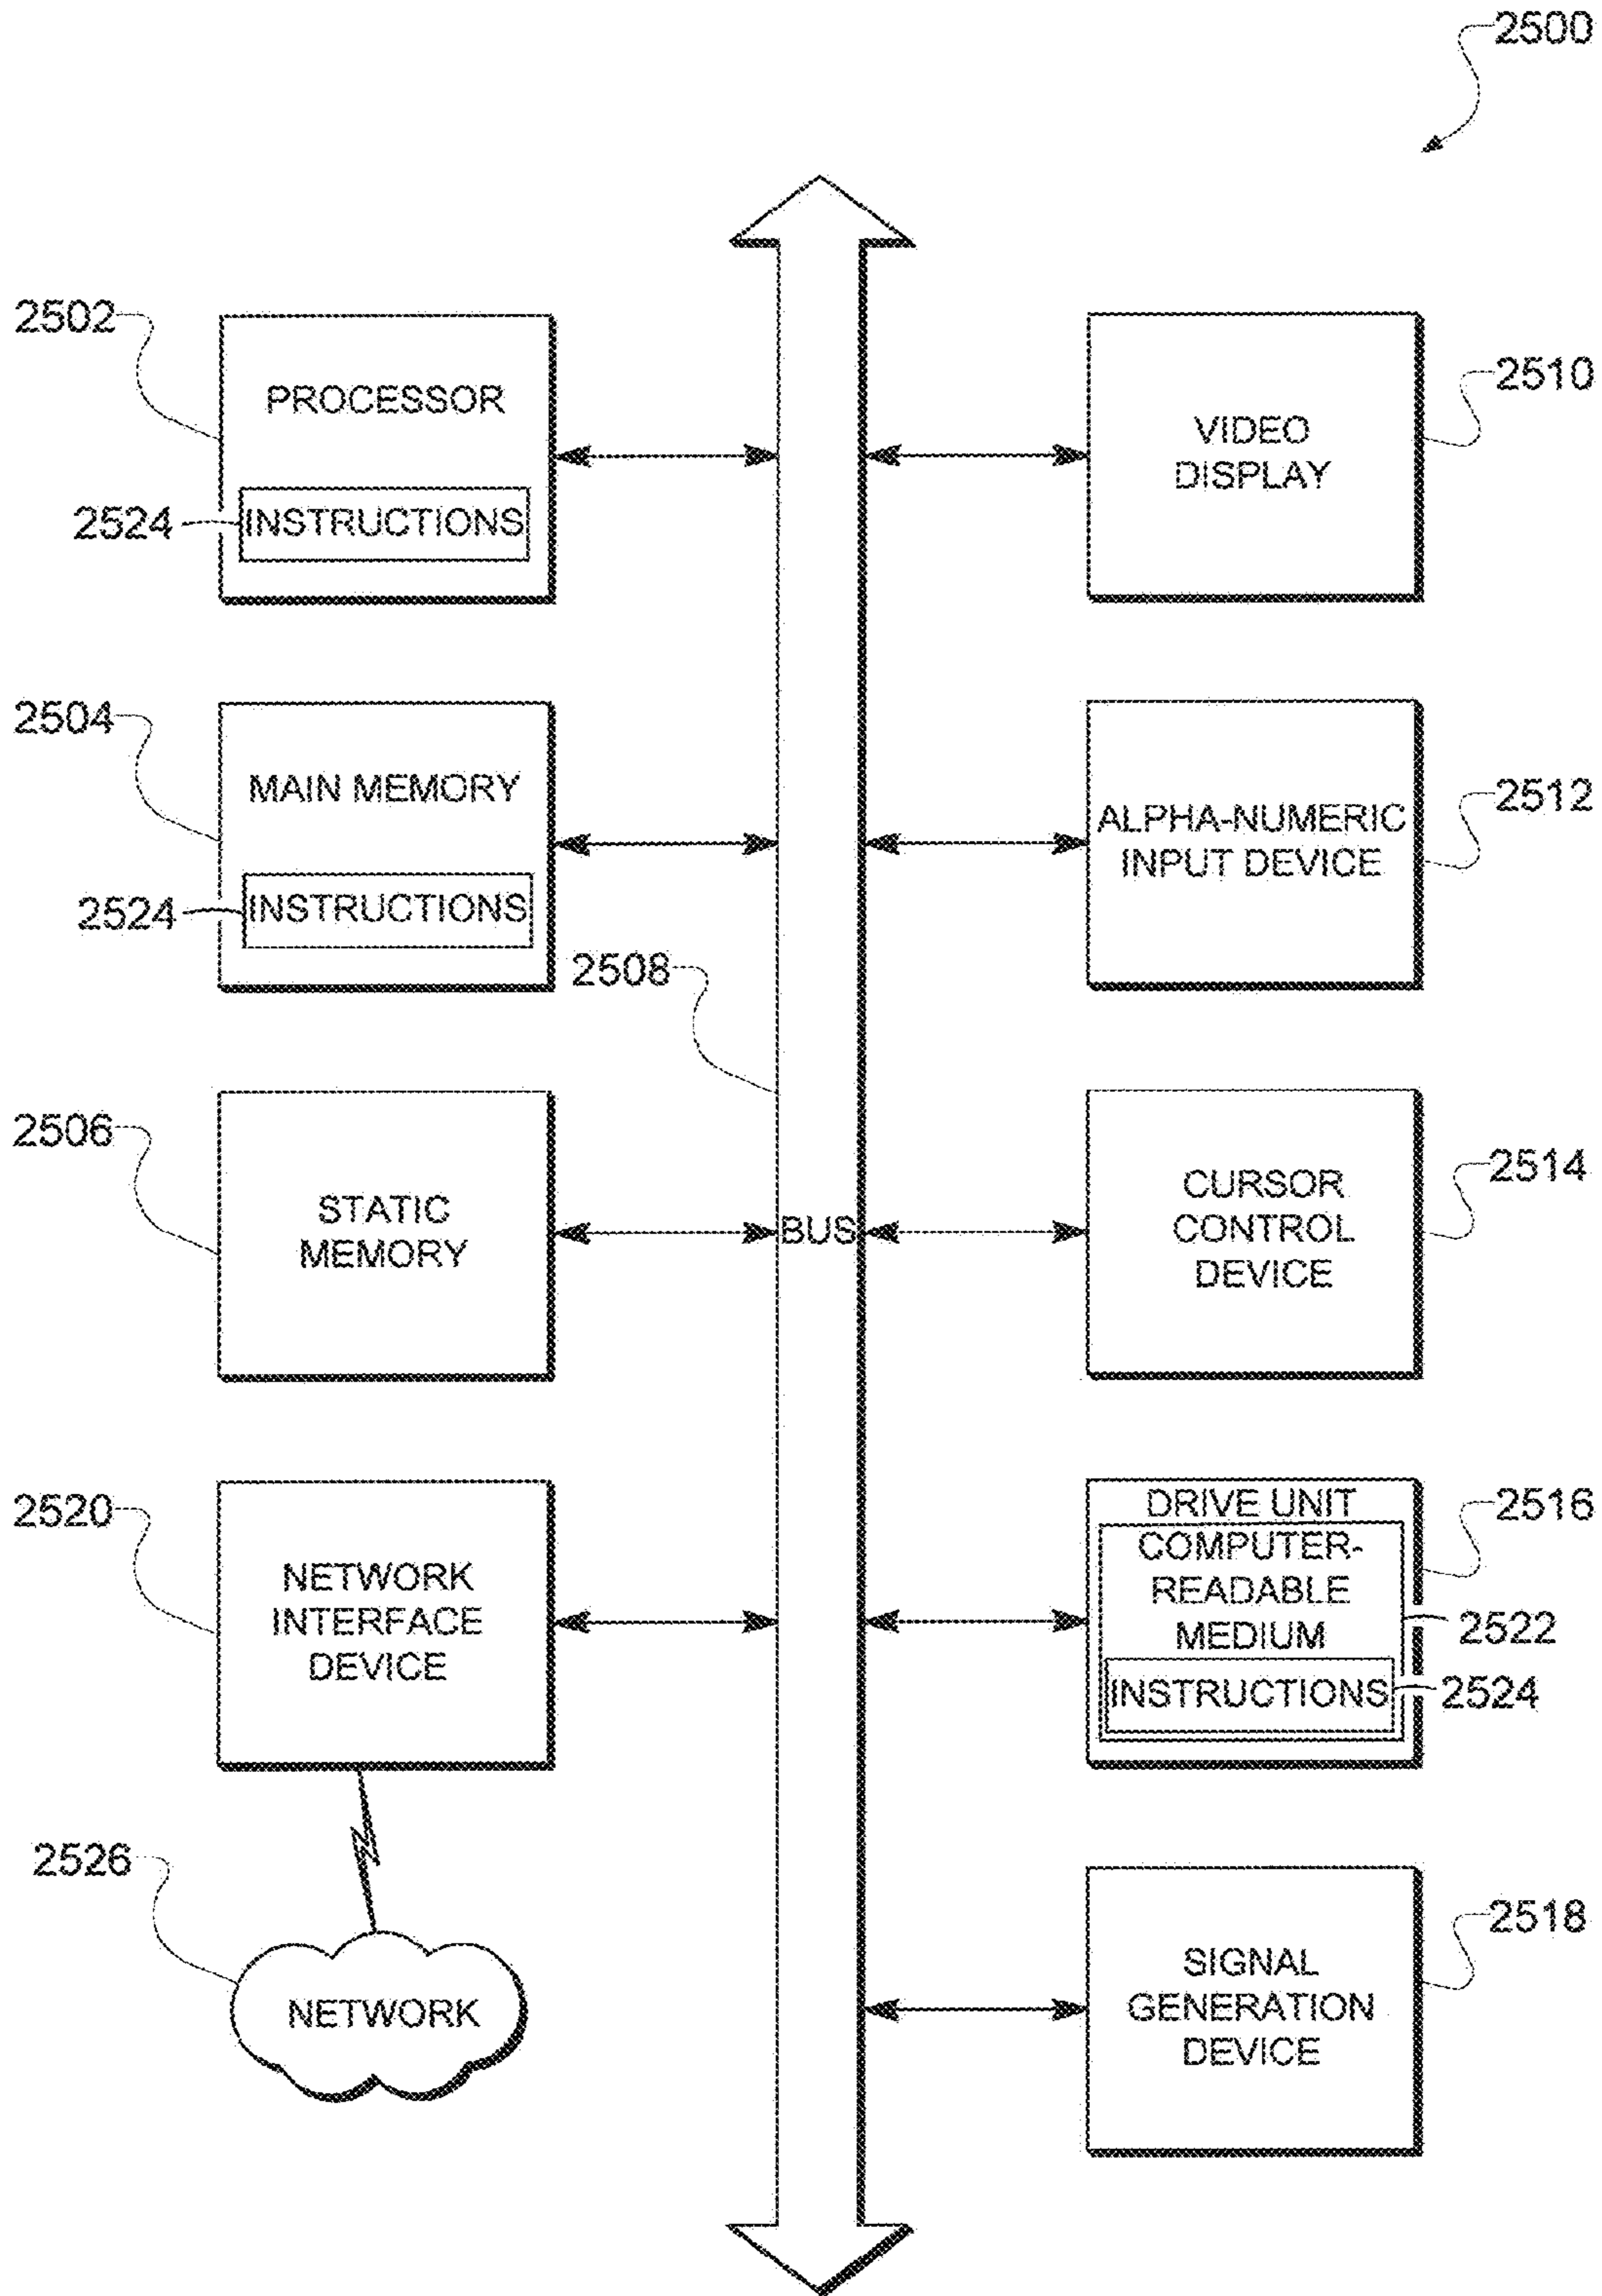 2500
2502
PROCESSOR
2524
INSTRUCTIONS
2510
VIDEO
DISPLAY
2504
MAIN MEMORY
2524
INSTRUCTIONS
2508
2512
ALPHA-NUMERIC
INPUT DEVICE
2506
STATIC
MEMORY
BUS
2514
CURSOR
CONTROL
DEVICE
2520
NETWORK
INTERFACE
DEVICE
2516
DRIVE UNIT
COMPUTER-
READABLE
MEDIUM
2522
INSTRUCTIONS
2524
2526
NETWORK
2518
SIGNAL
GENERATION
DEVICE